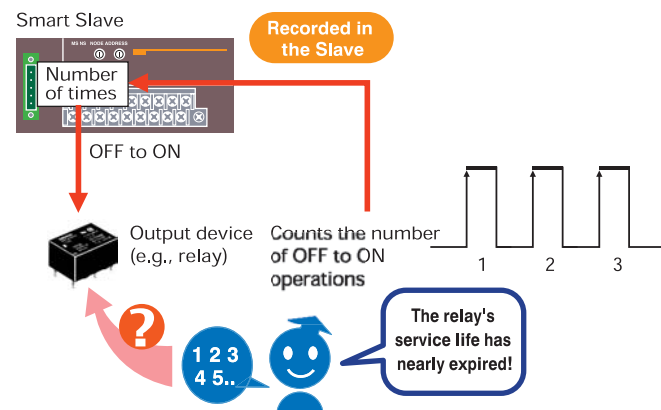 Smart Slave
Recorded in
the Slave
MS NS NODE ADDRESS
Number
of times
OFF to ON
Output device
(e.g., relay)
Counts the number
of OFF to ON
operations
1 2 3
?
1 2 3
4 5..
The relay's
service life has
nearly expired!